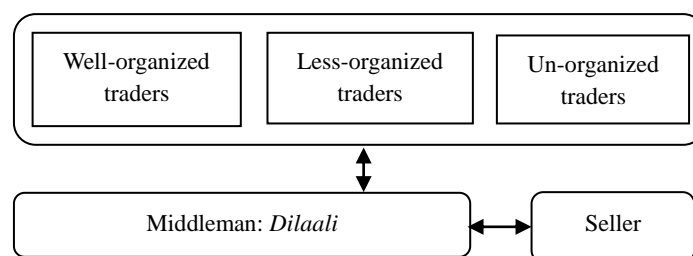 Well-organized
traders
Less-organized
traders
Un-organized
traders
Middleman: Dilaali
Seller